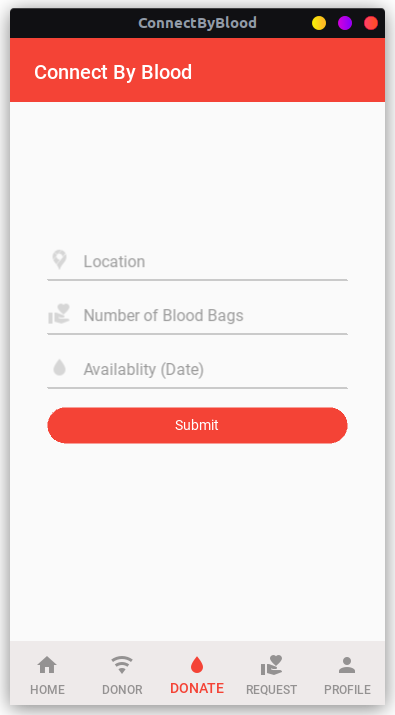 ConnectByBlood
Connect By Blood
Location
Number of Blood Bags
Availablity (Date)
Submit
HOME DONOR DONATE REQUEST PROFILE